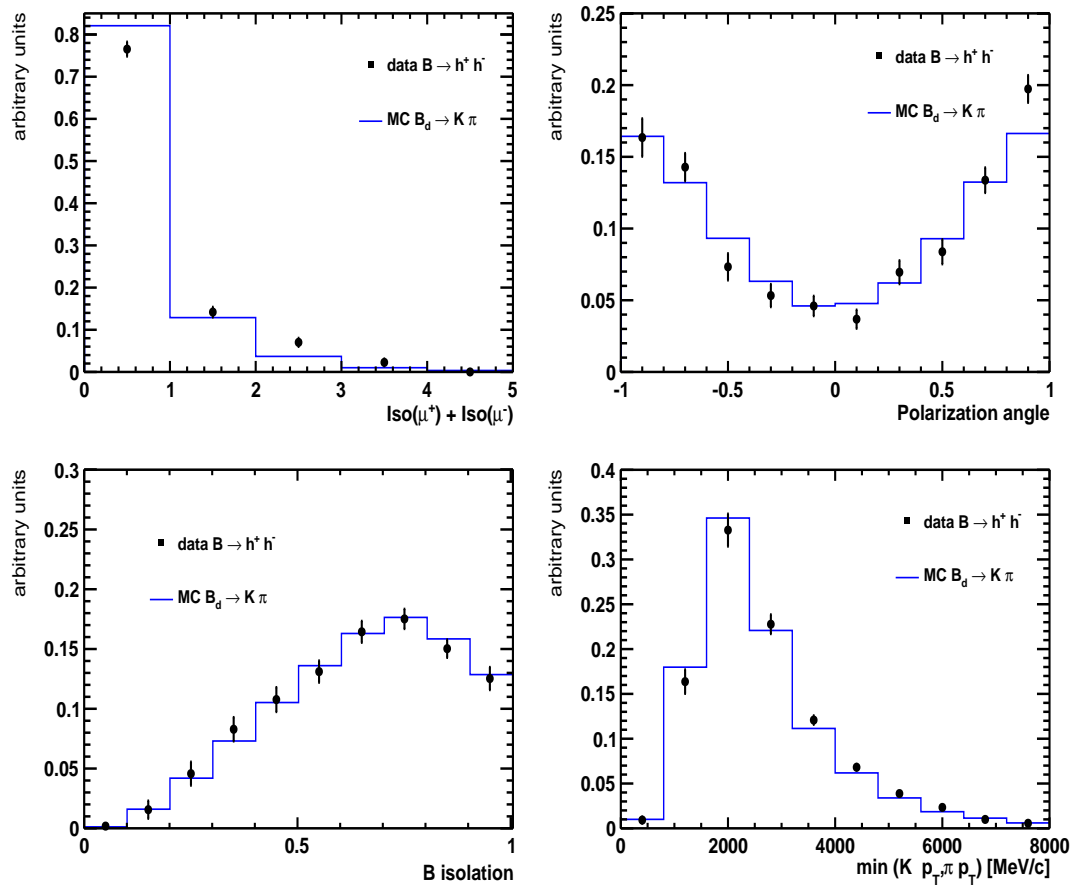 arbitrary units
0.8
0.7
0.6
0.5
0.4
0.3
0.2
0.1
0
data B → h⁺ h⁻
MC B_d → K π
0 1 2 3 4 5
Iso(μ⁺) + Iso(μ⁻)
arbitrary units
0.25
0.2
0.15
0.1
0.05
0
data B → h⁺ h⁻
MC B_d → K π
-1 -0.5 0 0.5 1
Polarization angle
arbitrary units
0.3
0.25
0.2
0.15
0.1
0.05
0
data B → h⁺ h⁻
MC B_d → K π
0 0.5 1
B isolation
arbitrary units
0.4
0.35
0.3
0.25
0.2
0.15
0.1
0.05
0
data B → h⁺ h⁻
MC B_d → K π
0 2000 4000 6000 8000
min (K p_T,π p_T) [MeV/c]